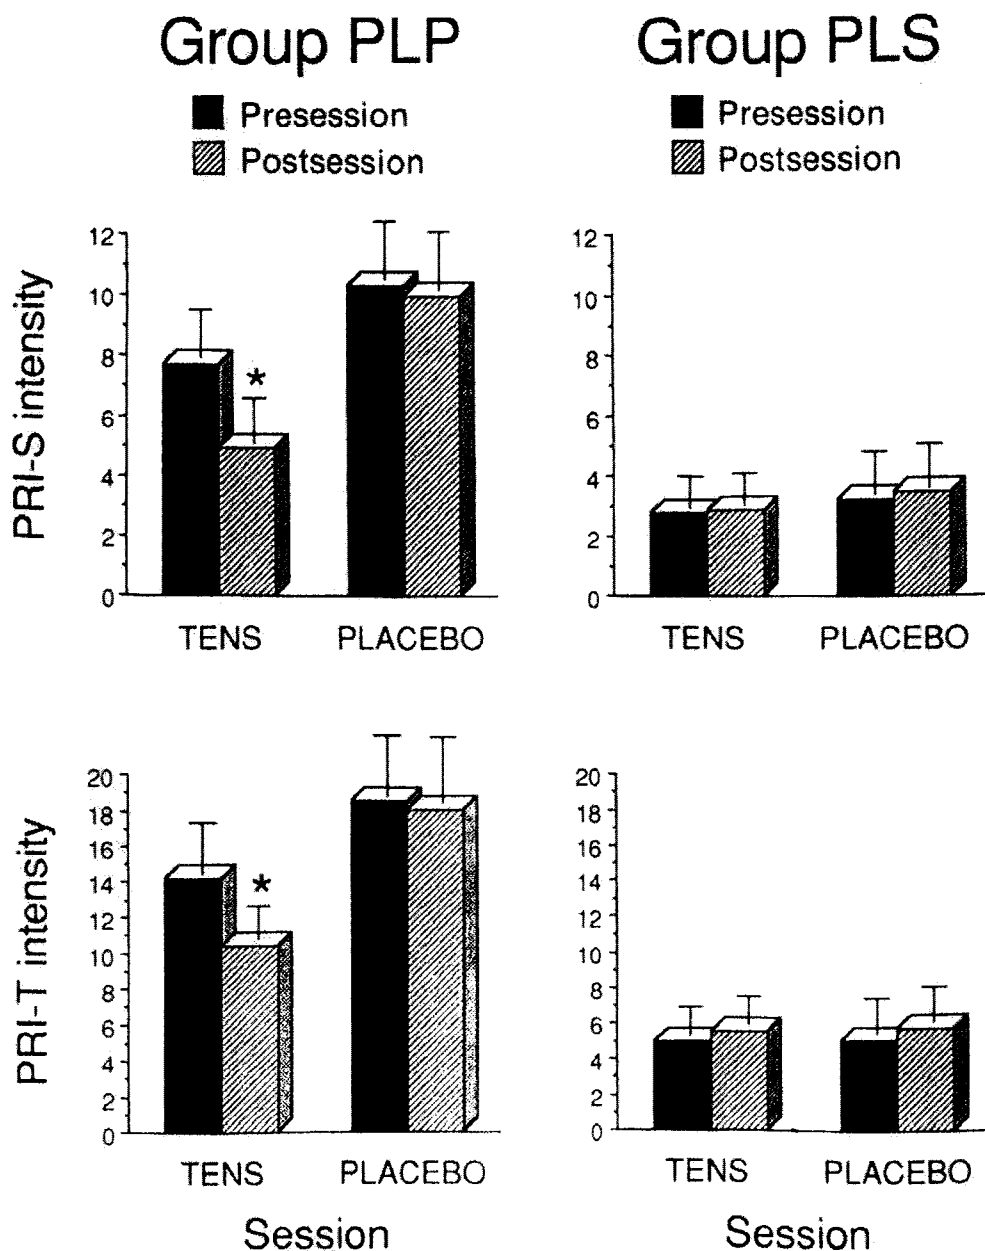 Group PLP
Presession
Postsession
Group PLS
Presession
Postsession
PRI-S intensity
12
10
8
6
4
2
0
*
TENS PLACEBO
12
10
8
6
4
2
0
TENS PLACEBO
PRI-T intensity
20
18
16
14
12
10
8
6
4
2
0
*
TENS PLACEBO
Session
20
18
16
14
12
10
8
6
4
2
0
TENS PLACEBO
Session